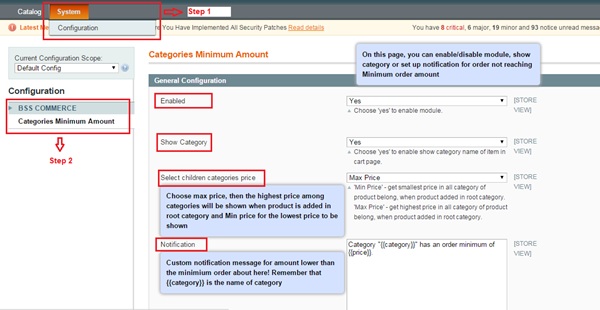 Catalog System Step 1
Configuration
Latest Me You Have Implemented All Security Patches Read details You have 8 critical, 6 major, 19 minor and 93 notice unread messa
Current Configuration Scope:
Default Config
Configuration
BSS COMMERCE
Categories Minimum Amount
Step 2
Categories Minimum Amount
On this page, you can enable/disable module, show
category or set up notification for order not reaching
Minimum order amount
General Configuration
Enabled
Yes
Choose 'yes' to enable module.
[STORE
VIEW]
Show Category
Yes
Choose 'yes' to enable show category name of item in
cart page.
[STORE
VIEW]
Select children categories price
Max Price
'Min Price' - get smallest price in all category of
product belong, when product added in root category.
'Max Price' - get highest price in all category of product
belong, when product added in root category.
[STORE
VIEW]
Choose max price, then the highest price among
categories will be shown when product is added in
root category and Min price for the lowest price to be
shown
Notification
Category "{{category}}" has an order minimum of
{{price}}.
[STORE
VIEW]
Custom notification message for amount lower than
the minimium order about here! Remember that
{{category}} is the name of category